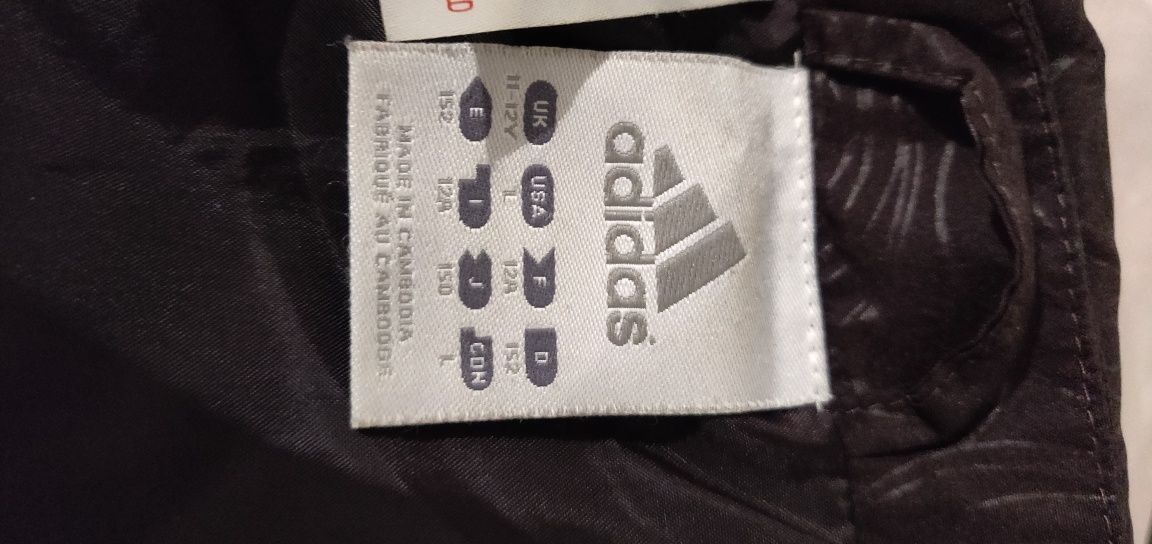 adidas
UK USA F D
11-12Y L 12A 152
E I J CDN
152 12A 150 L
MADE IN CAMBODIA
FABRIQUÉ AU CAMBODGE